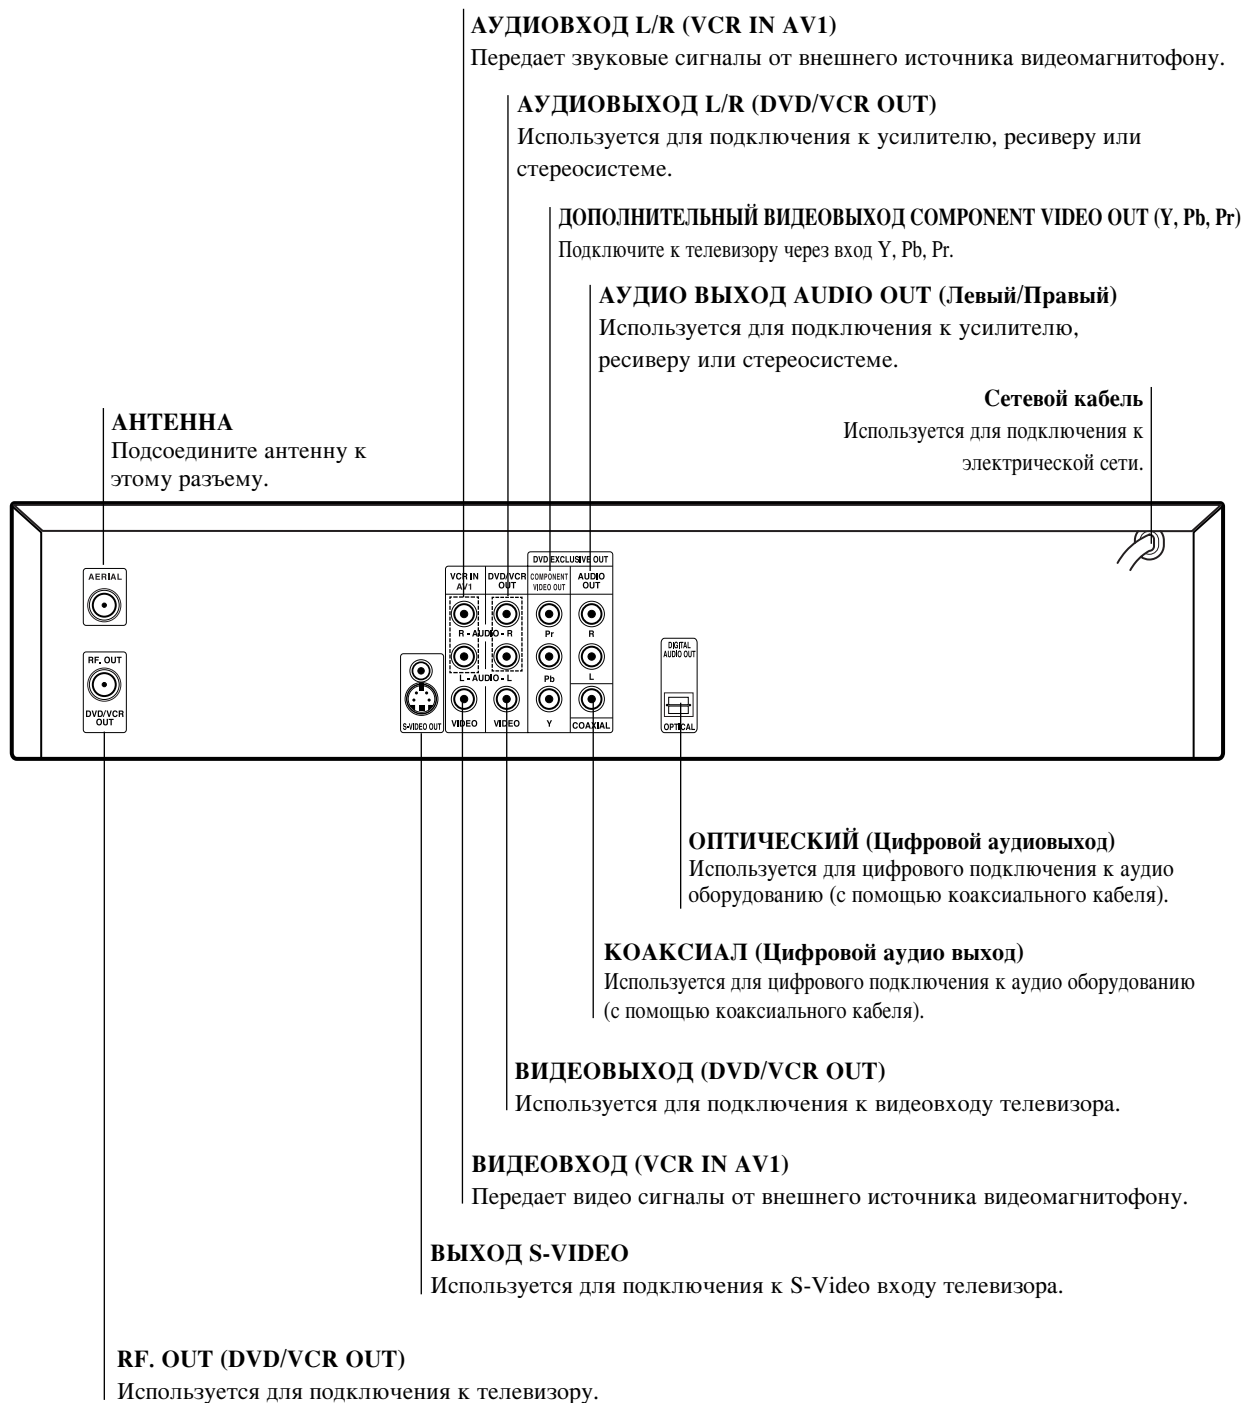 АУДИОВХОД L/R (VCR IN AV1)
Передает звуковые сигналы от внешнего источника видеомагнитофону.
АУДИОВЫХОД L/R (DVD/VCR OUT)
Используется для подключения к усилителю, ресиверу или
стереосистеме.
ДОПОЛНИТЕЛЬНЫЙ ВИДЕОВЫХОД COMPONENT VIDEO OUT (Y, Pb, Pr)
Подключите к телевизору через вход Y, Pb, Pr.
АУДИО ВЫХОД AUDIO OUT (Левый/Правый)
Используется для подключения к усилителю,
ресиверу или стереосистеме.
Сетевой кабель
Используется для подключения к
электрической сети.
АНТЕННА
Подсоедините антенну к
этому разъему.
AERIAL
RF. OUT
DVD/VCR
OUT
S-VIDEO OUT
DVD EXCLUSIVE OUT
VCR IN
AV1
DVD/VCR
OUT
COMPONENT
VIDEO OUT
AUDIO
OUT
R - AUDIO - R
Pr
R
L - AUDIO - L
Pb
L
VIDEO
VIDEO
Y
COAXIAL
DIGITAL
AUDIO OUT
OPTICAL
ОПТИЧЕСКИЙ (Цифровой аудиовыход)
Используется для цифрового подключения к аудио
оборудованию (с помощью коаксиального кабеля).
КОАКСИАЛ (Цифровой аудио выход)
Используется для цифрового подключения к аудио оборудованию
(с помощью коаксиального кабеля).
ВИДЕОВЫХОД (DVD/VCR OUT)
Используется для подключения к видеовходу телевизора.
ВИДЕОВХОД (VCR IN AV1)
Передает видео сигналы от внешнего источника видеомагнитофону.
ВЫХОД S-VIDEO
Используется для подключения к S-Video входу телевизора.
RF. OUT (DVD/VCR OUT)
Используется для подключения к телевизору.